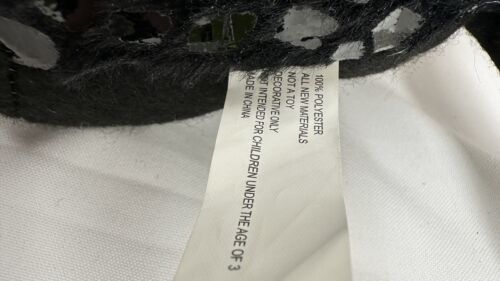 100% POLYESTER
ALL NEW MATERIALS
NOT A TOY
DECORATIVE ONLY
NOT INTENDED FOR CHILDREN UNDER THE AGE OF 3
MADE IN CHINA